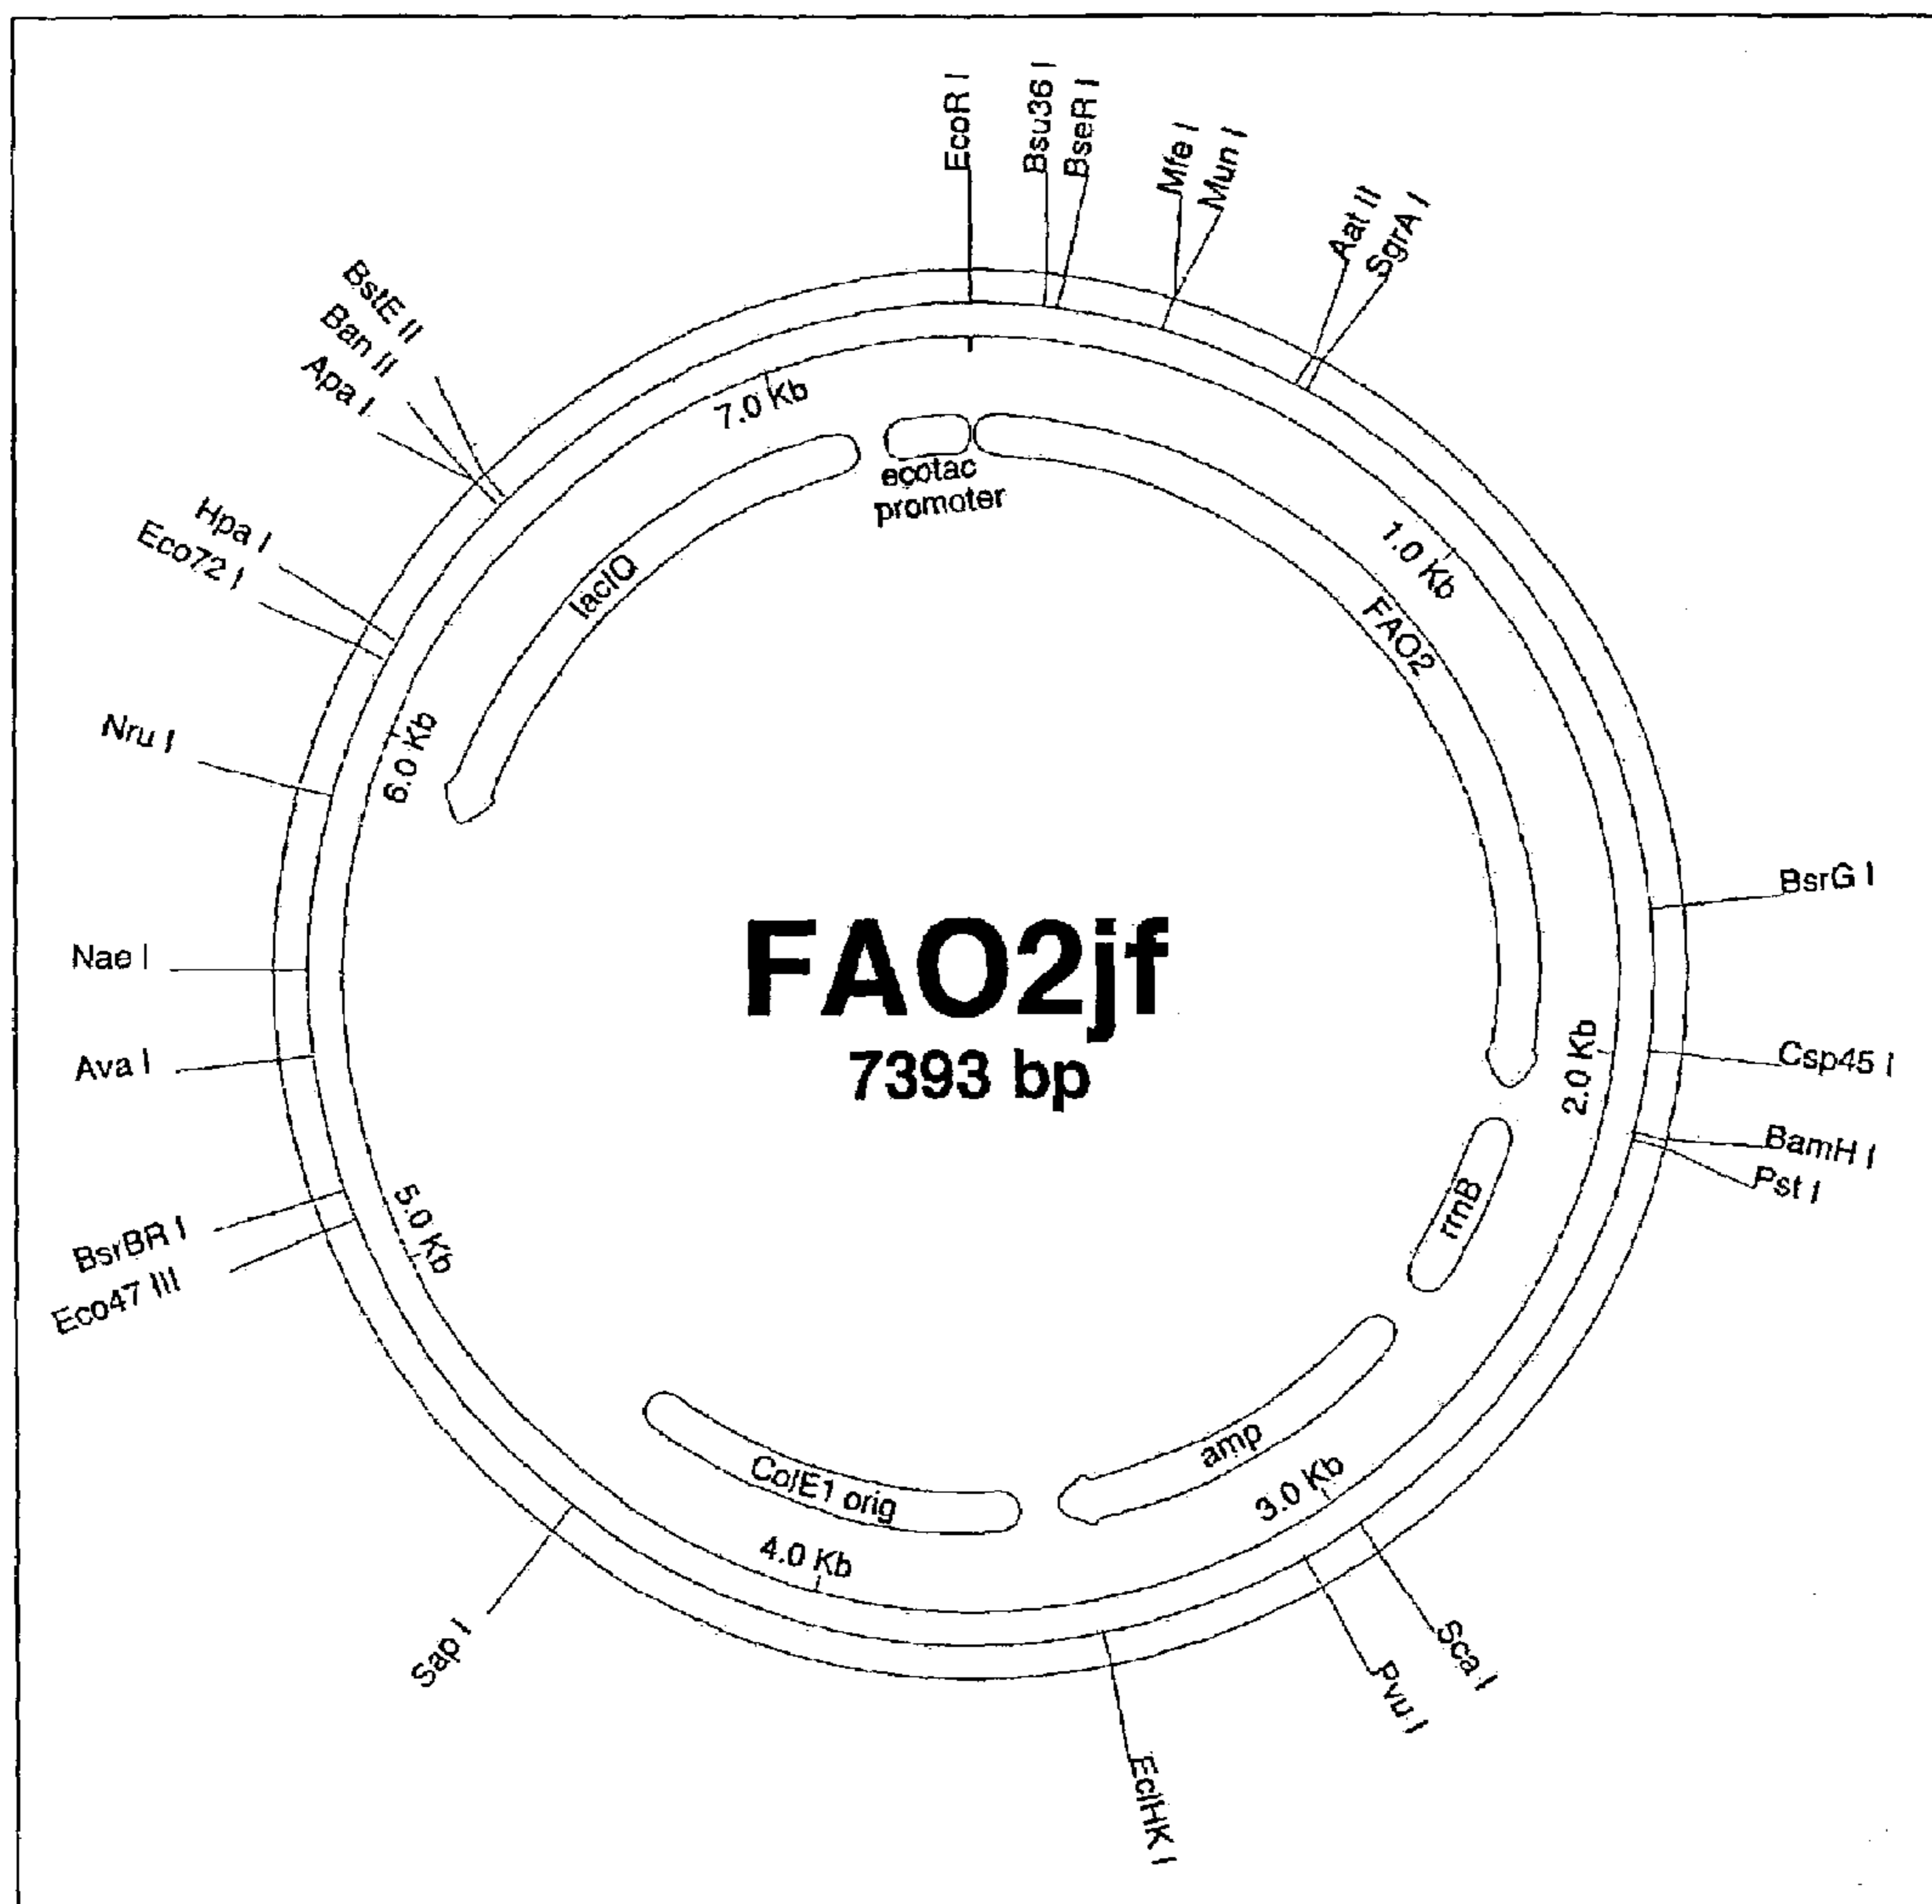 EcoR I
Bsu36 I
BseR I
Mfe I
Mun I
Aat II
SgrA I
BstE II
Ban II
Apa I
7.0 Kb
ecotac
promoter
1.0 Kb
Hpa I
Eco72 I
lacIQ
FAO2
Nru I
6.0 Kb
BsrG I
FAO2jf
7393 bp
Nae I
Ava I
2.0 Kb
Csp45 I
BamH I
Pst I
rrnB
BsrBR I
Eco47 III
5.0 Kb
amp
ColE1 orig
3.0 Kb
4.0 Kb
Sap I
Sca I
Pvu I
EclHK I